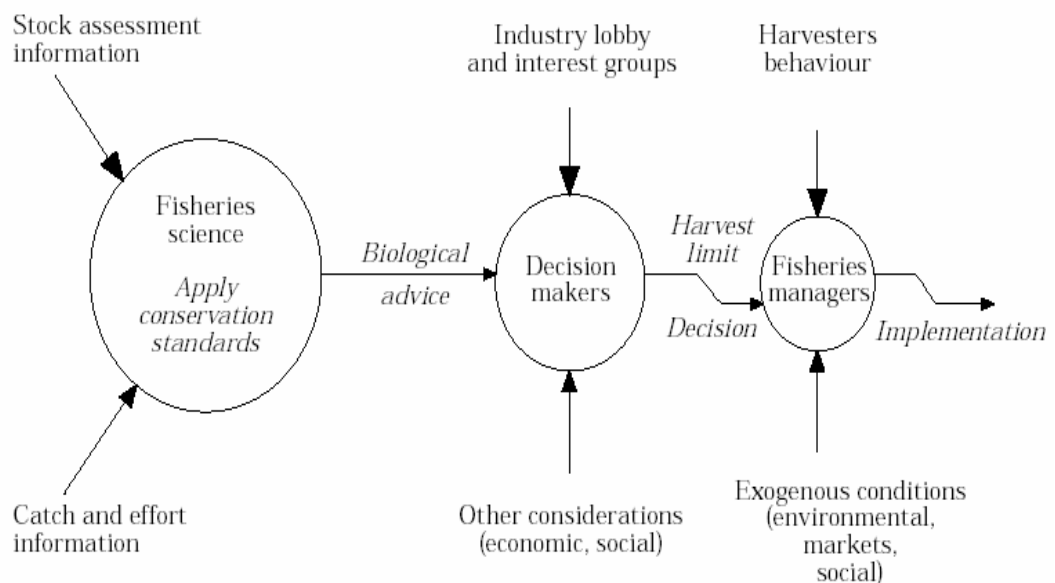 Stock assessment
information
Industry lobby
and interest groups
Harvesters
behaviour
Fisheries
science
Apply
conservation
standards
Biological
advice
Decision
makers
Harvest
limit
Decision
Fisheries
managers
Implementation
Catch and effort
information
Other considerations
(economic, social)
Exogenous conditions
(environmental,
markets,
social)